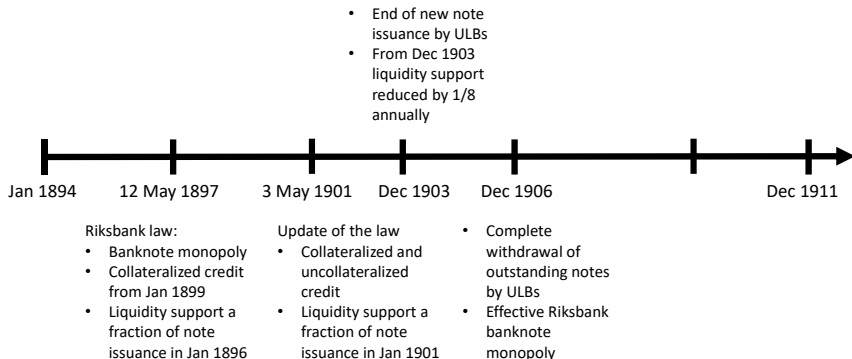 • End of new note
issuance by ULBs
• From Dec 1903
liquidity support
reduced by 1/8
annually
Jan 1894
12 May 1897
3 May 1901
Dec 1903
Dec 1906
Dec 1911
Riksbank law:
• Banknote monopoly
• Collateralized credit
from Jan 1899
• Liquidity support a
fraction of note
issuance in Jan 1896
Update of the law
• Collateralized and
uncollateralized
credit
• Liquidity support a
fraction of note
issuance in Jan 1901
• Complete
withdrawal of
outstanding notes
by ULBs
• Effective Riksbank
banknote
monopoly